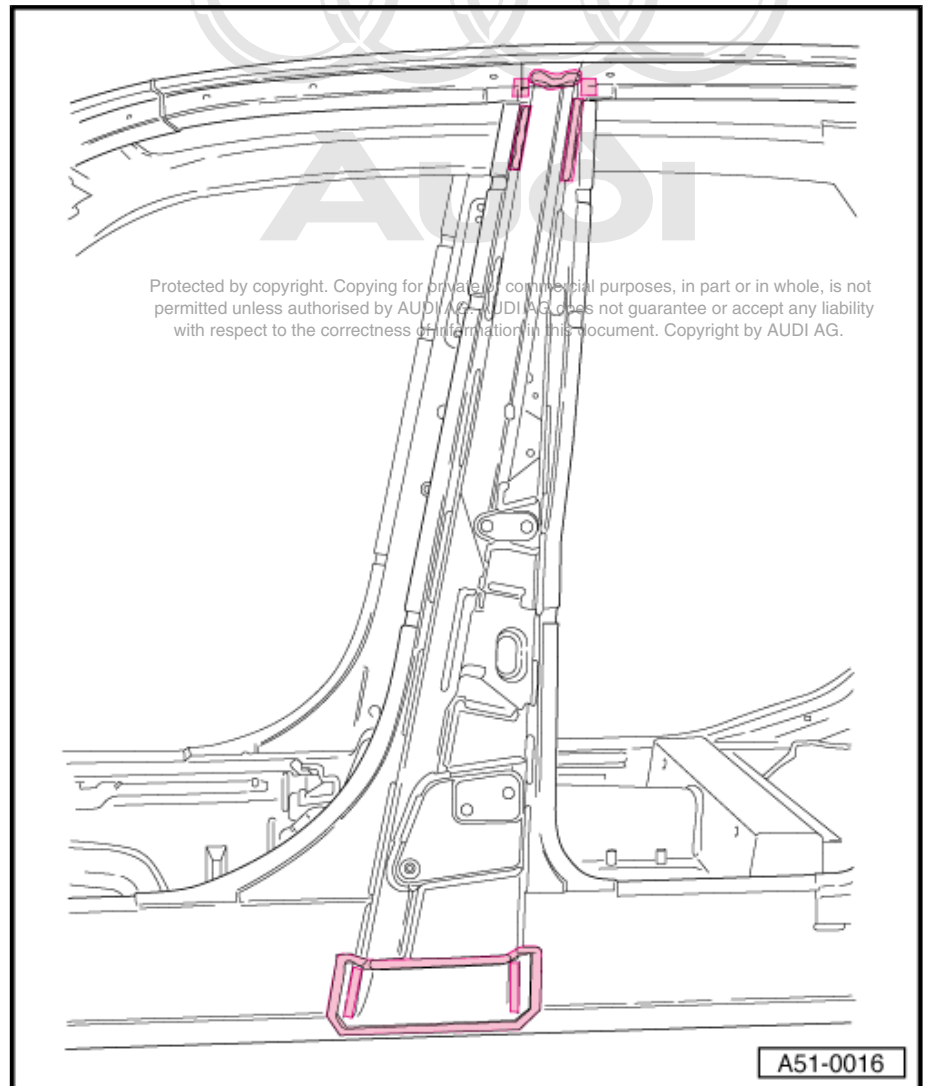 Audi
Protected by copyright. Copying for private or commercial purposes, in part or in whole, is not
permitted unless authorised by AUDI AG. AUDI AG does not guarantee or accept any liability
with respect to the correctness of information in this document. Copyright by AUDI AG.
A51-0016